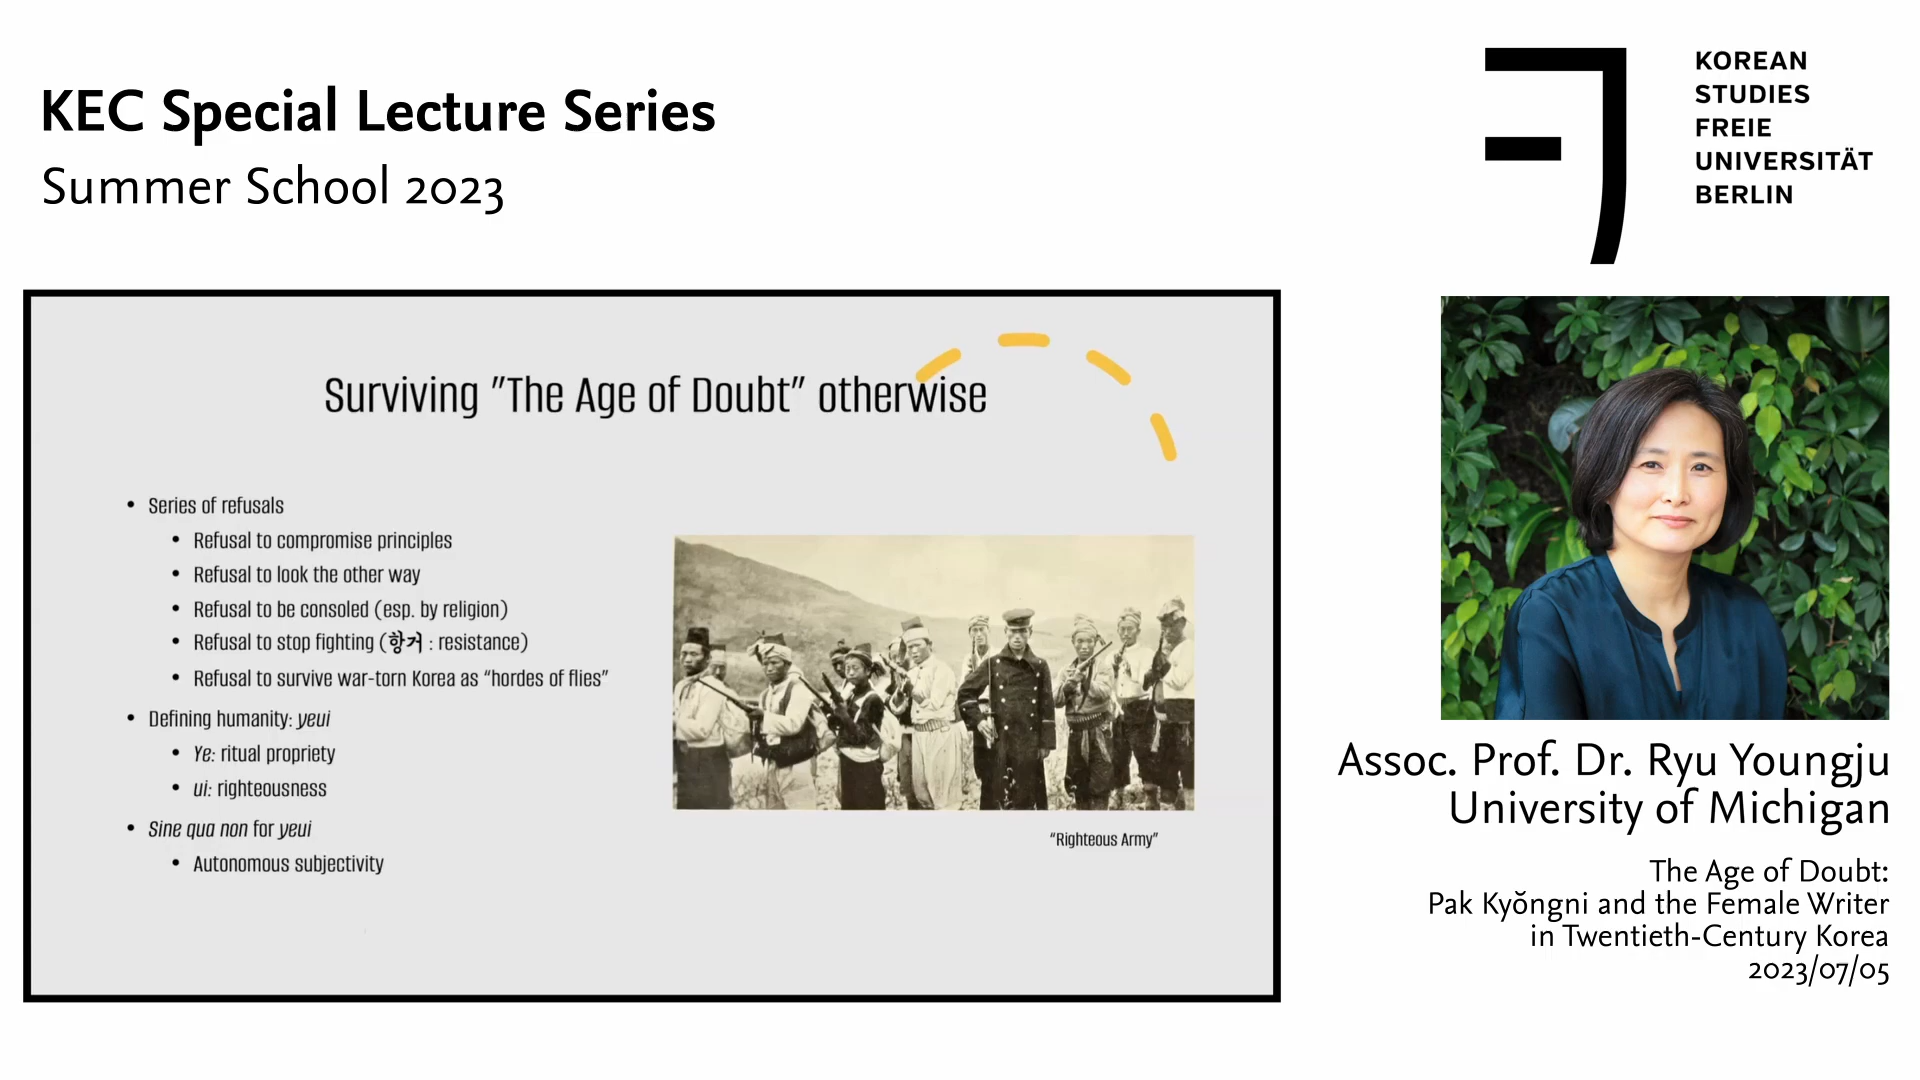 KEC Special Lecture Series
Summer School 2023
KOREAN
STUDIES
FREIE
UNIVERSITÄT
BERLIN
Surviving "The Age of Doubt" otherwise
• Series of refusals
• Refusal to compromise principles
• Refusal to look the other way
• Refusal to be consoled (esp. by religion)
• Refusal to stop fighting (항거 : resistance)
• Refusal to survive war-torn Korea as “hordes of flies”
• Defining humanity: yeui
• Ye: ritual propriety
• ui: righteousness
• Sine qua non for yeui
• Autonomous subjectivity
“Righteous Army”
Assoc. Prof. Dr. Ryu Youngju
University of Michigan
The Age of Doubt:
Pak Kyŏngni and the Female Writer
in Twentieth-Century Korea
2023/07/05